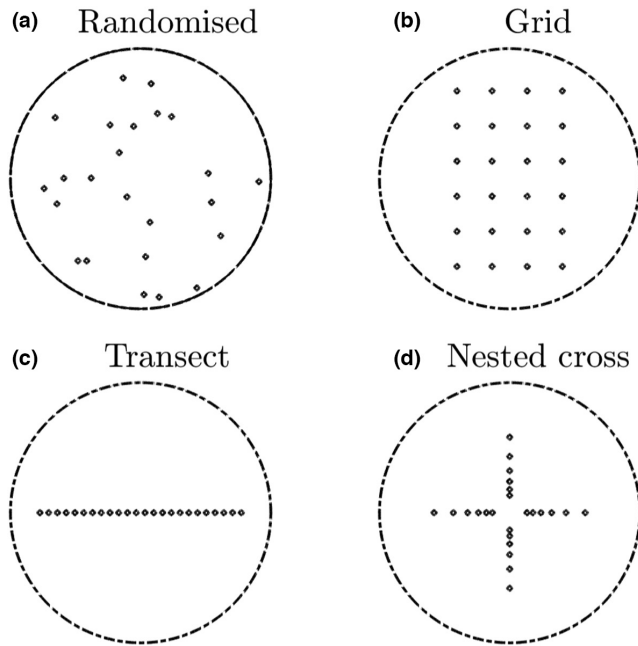 (a) Randomised
(b) Grid
(c) Transect
(d) Nested cross